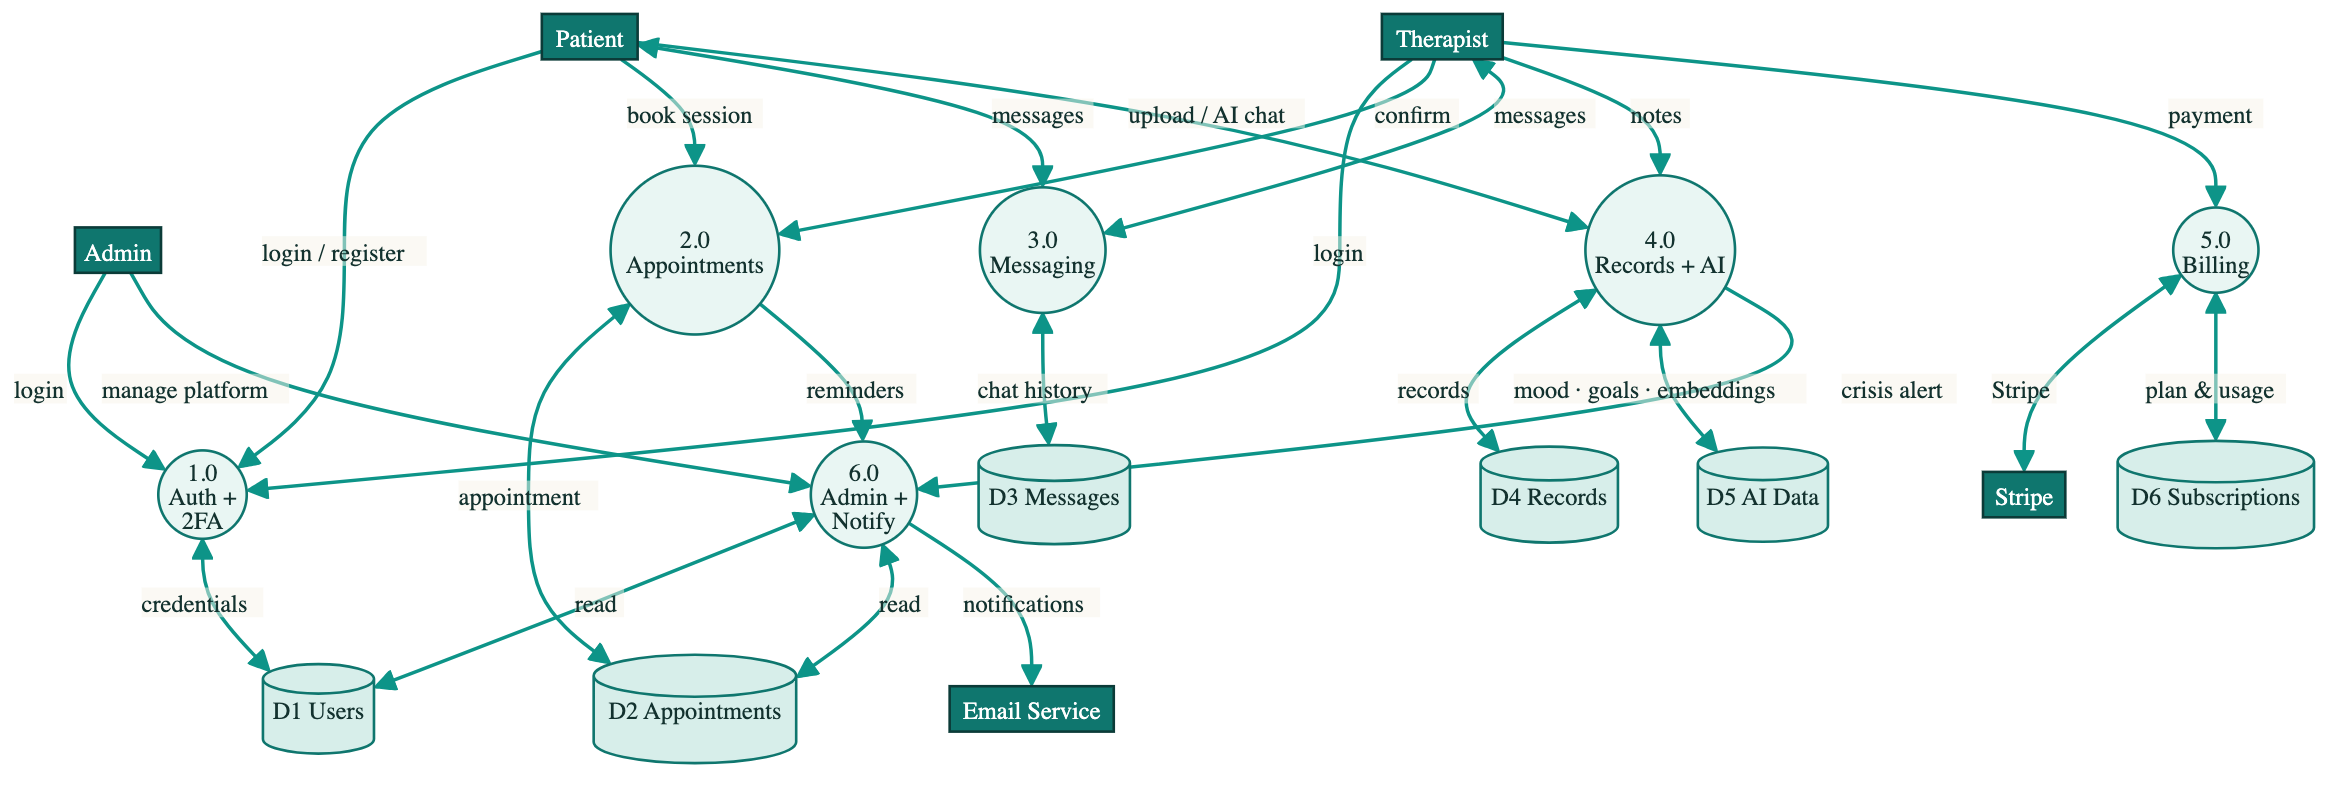 Patient
Therapist
book session
messages
upload / AI chat
confirm
messages
notes
payment
Admin
login / register
2.0
Appointments
3.0
Messaging
login
4.0
Records + AI
5.0
Billing
login
manage platform
reminders
chat history
records
mood · goals · embeddings
crisis alert
Stripe
plan & usage
1.0
Auth +
2FA
appointment
6.0
Admin +
Notify
D3 Messages
D4 Records
D5 AI Data
Stripe
D6 Subscriptions
credentials
read
read
notifications
D1 Users
D2 Appointments
Email Service